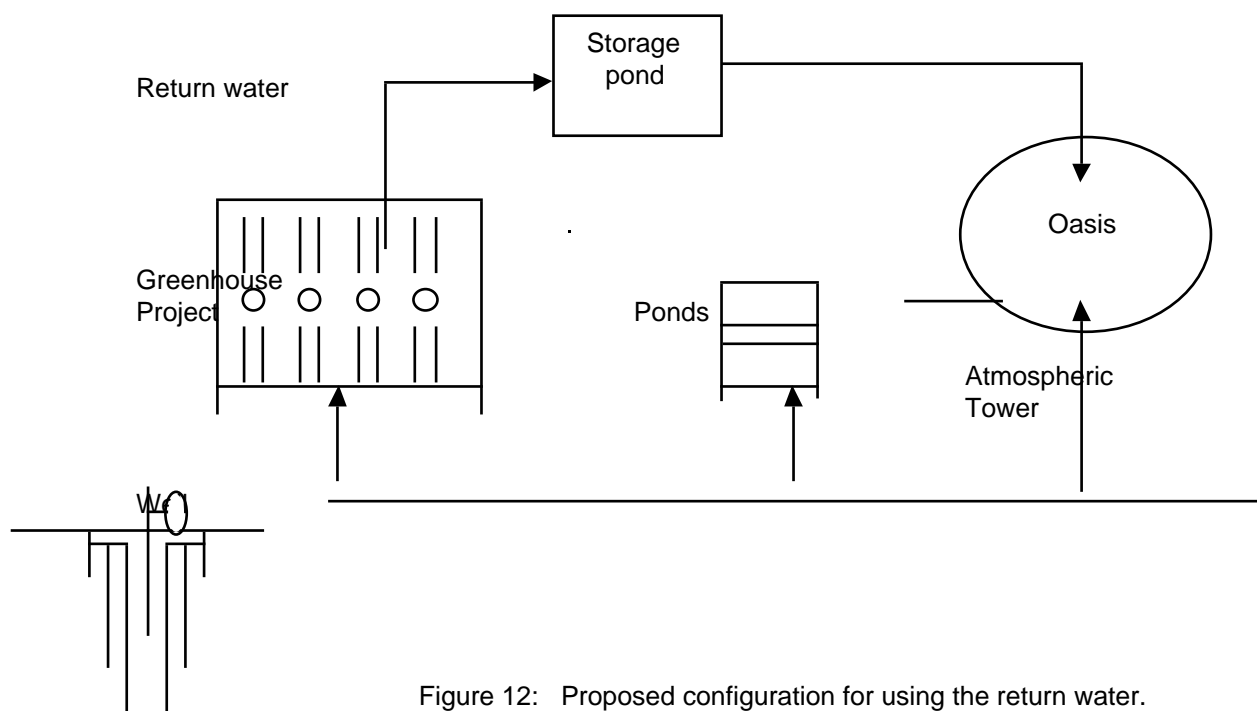 Storage
pond
Return water
Oasis
Greenhouse
Project
Ponds
Atmospheric
Tower
Figure 12: Proposed configuration for using the return water.